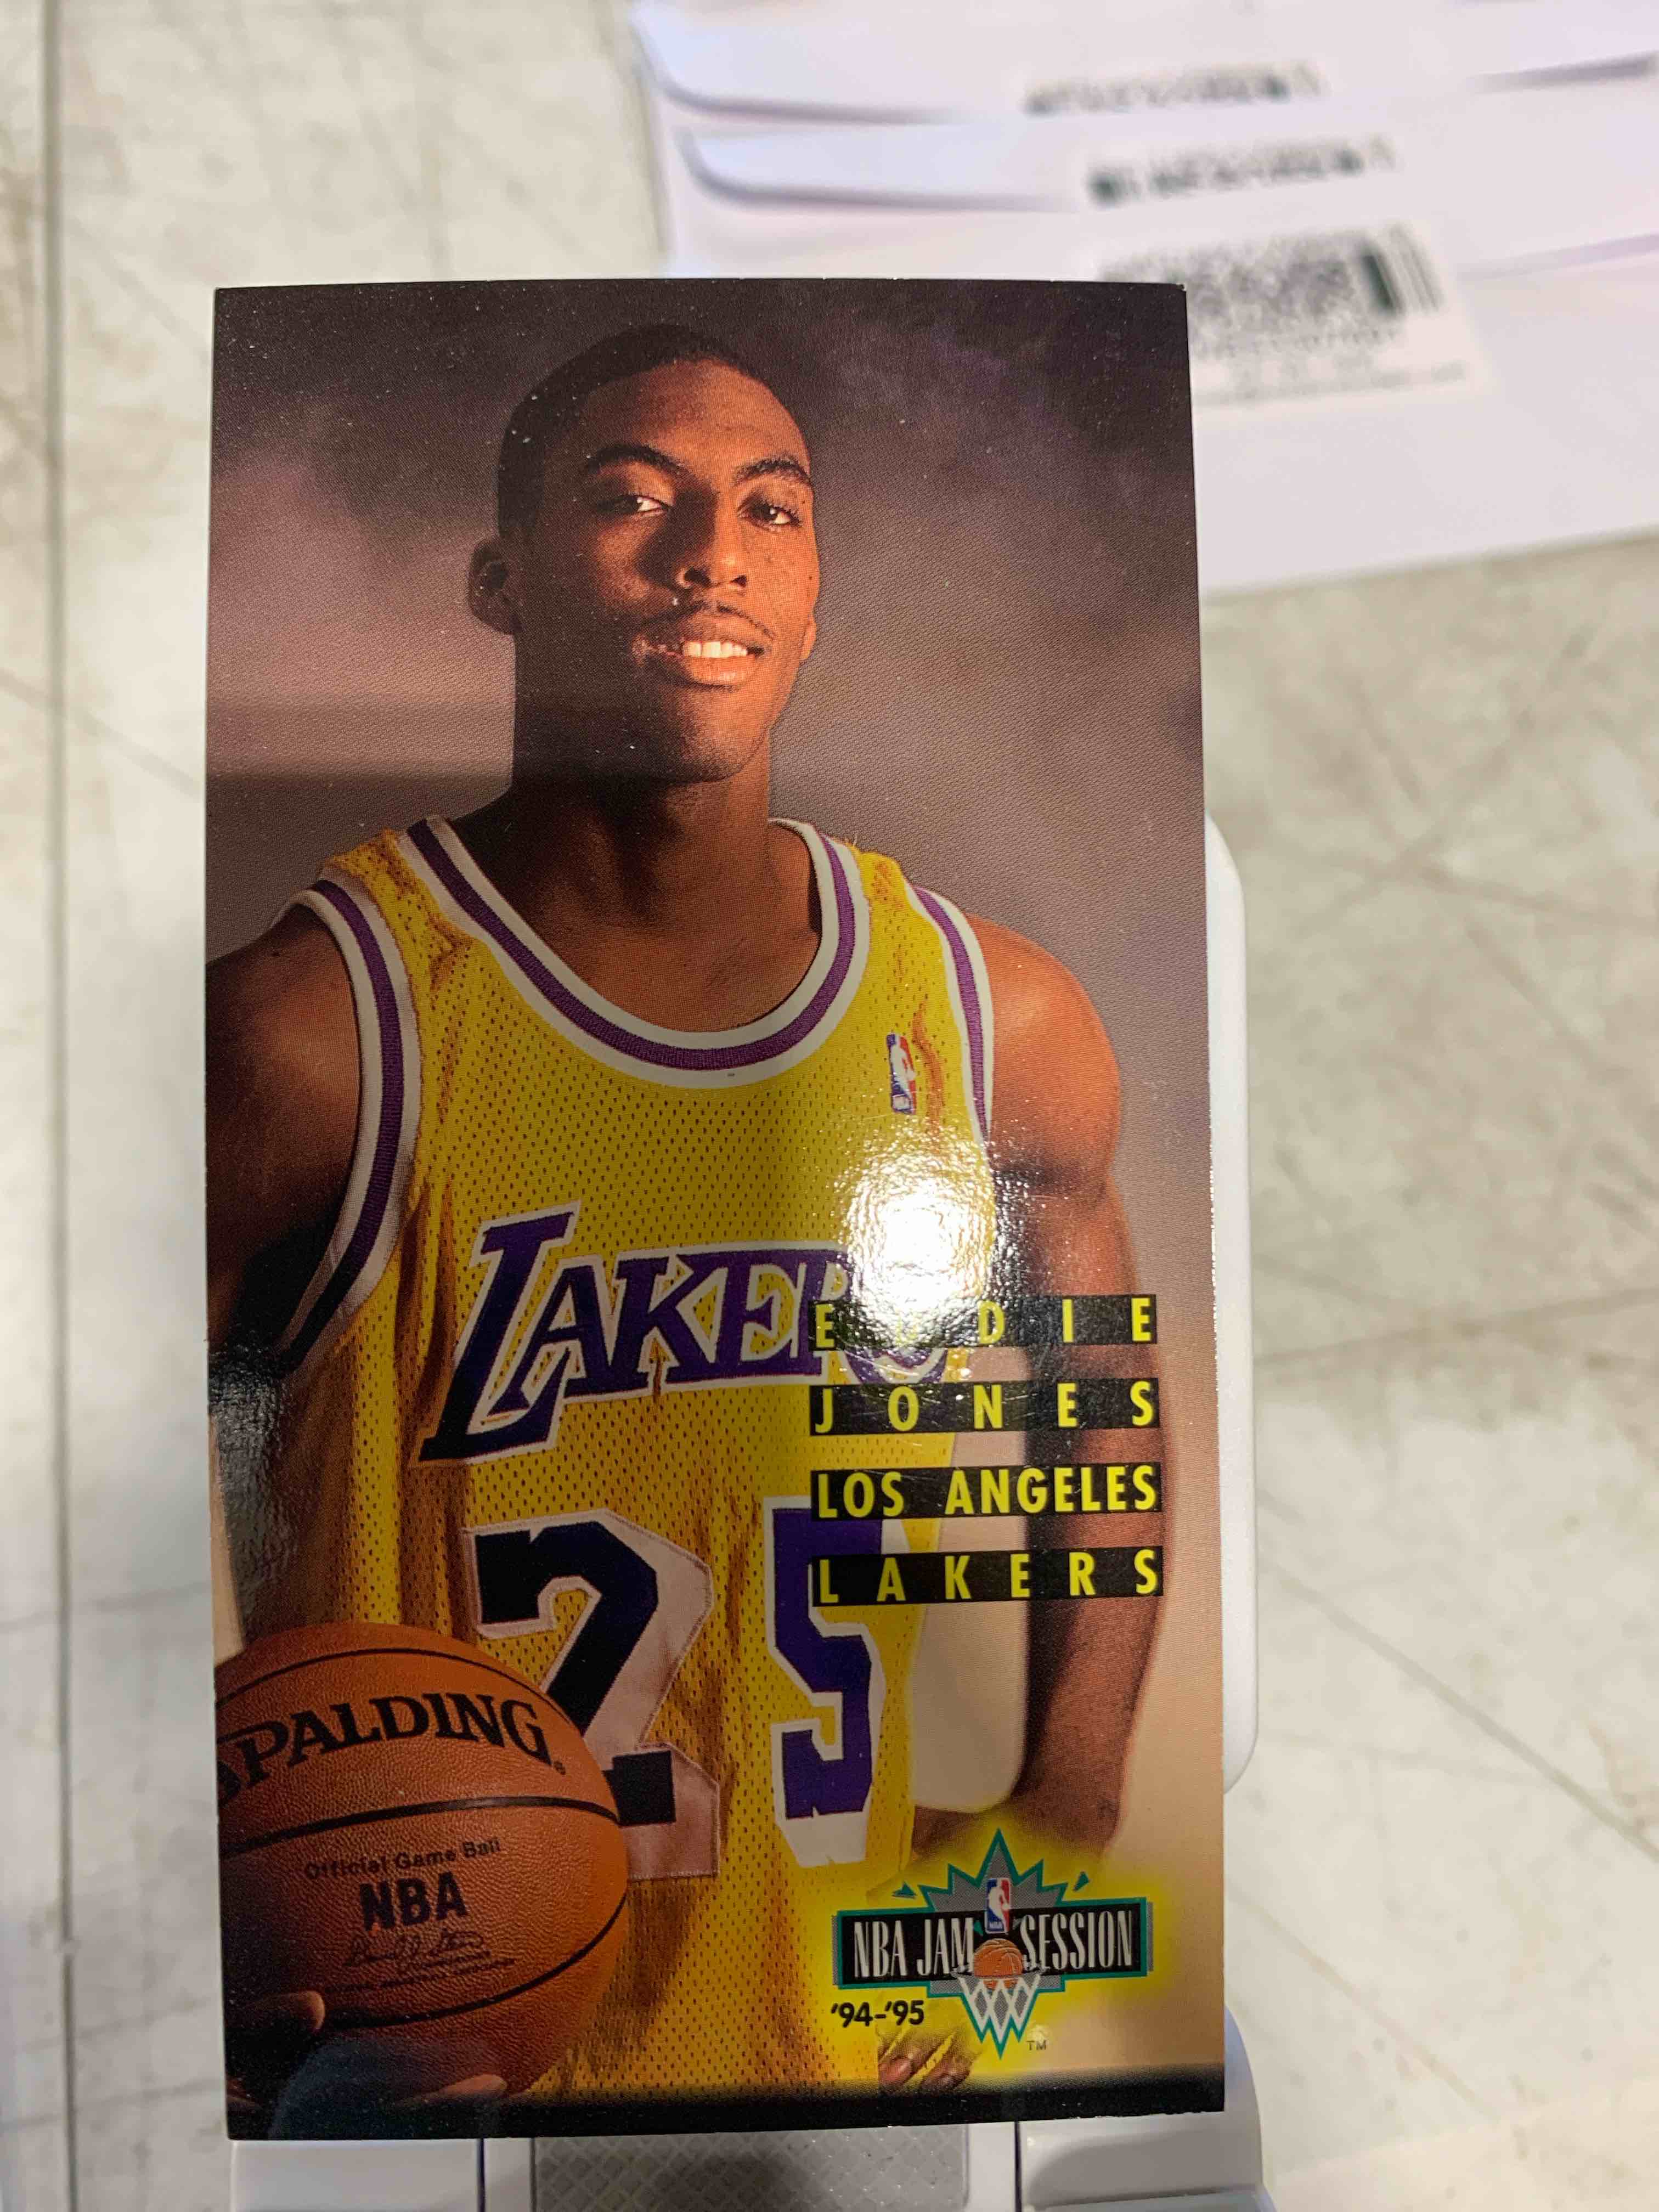 LAKERS
EDDIE
JONES
LOS ANGELES
LAKERS
25
SPALDING®
Official Game Ball
NBA
NBA JAM SESSION
'94-'95
TM